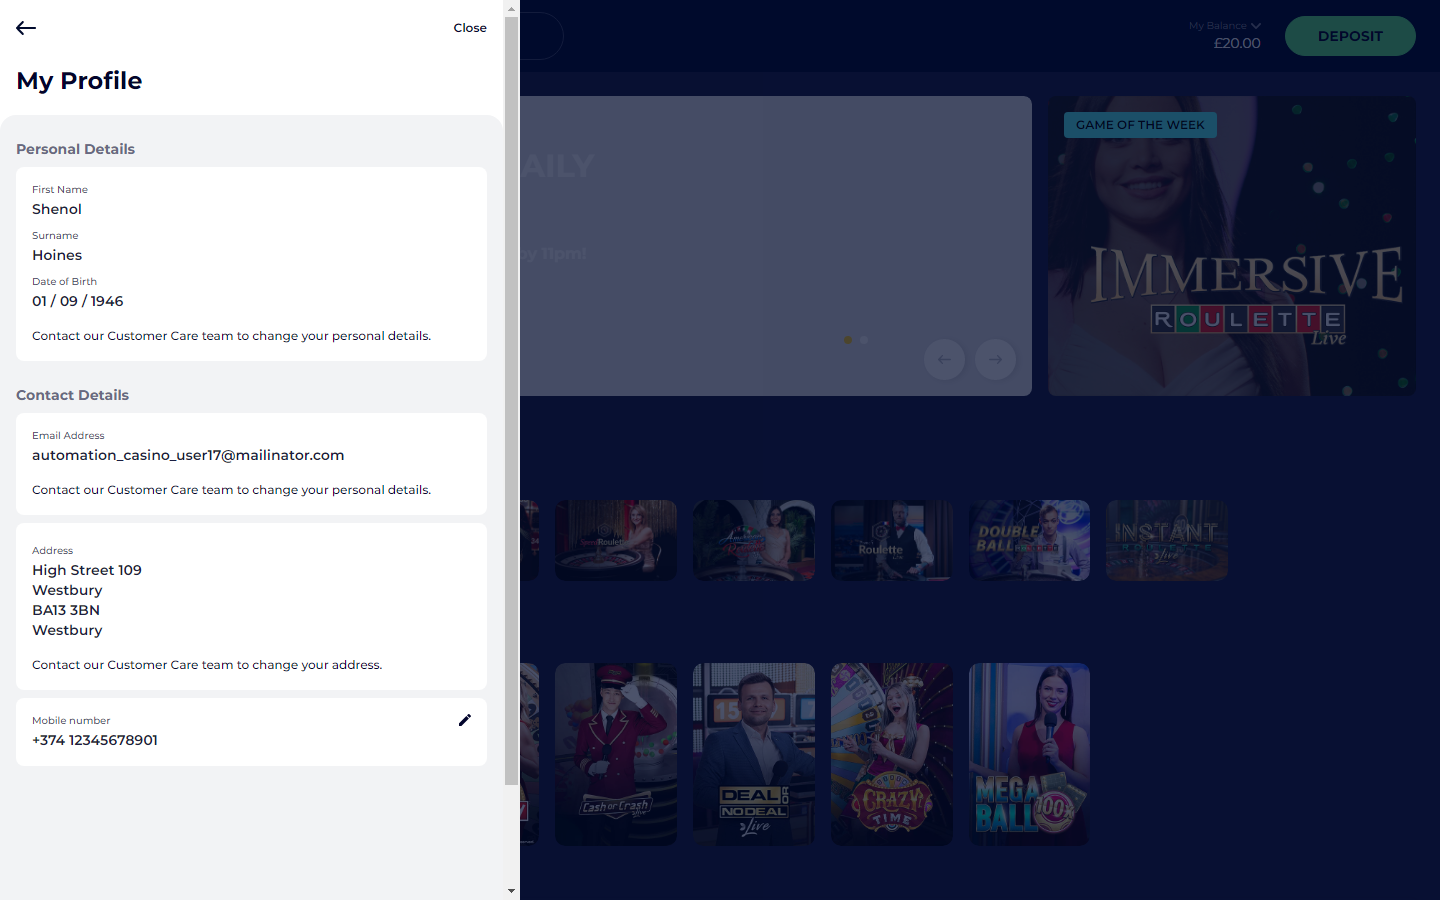 Close
My Profile
Personal Details
First Name
Shenol
Surname
Hoines
Date of Birth
01 / 09 / 1946
Contact our Customer Care team to change your personal details.
Contact Details
Email Address
automation_casino_user17@mailinator.com
Contact our Customer Care team to change your personal details.
Address
High Street 109
Westbury
BA13 3BN
Westbury
Contact our Customer Care team to change your address.
Mobile number
+374 12345678901
My Balance
£20.00
DEPOSIT
AILY
by 11pm!
GAME OF THE WEEK
IMMERSIVE
ROULETTE
Live
Roulette
Roulette
DOUBLE
BALL
INSTANT
Live
Cash or Crash
DEAL OR
NO DEAL
Live
CRAZY
TIME
MEGA
BALL
100x